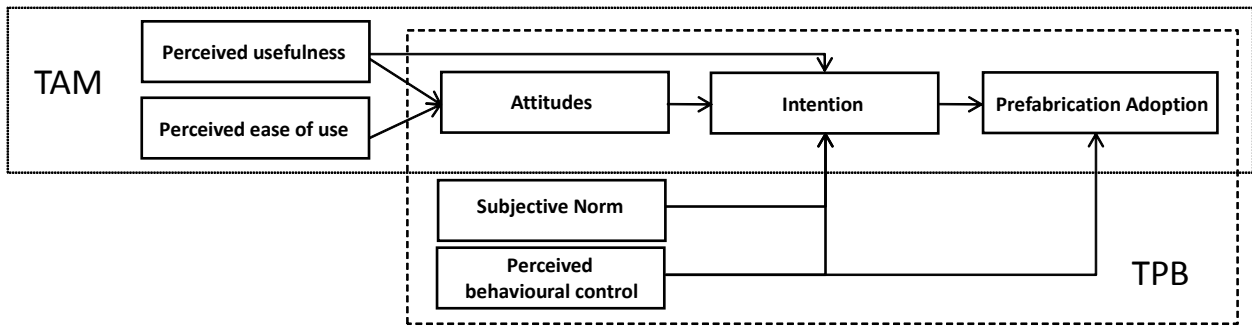 TAM
Perceived usefulness
Perceived ease of use
Attitudes
Intention
Prefabrication Adoption
Subjective Norm
Perceived
behavioural control
TPB